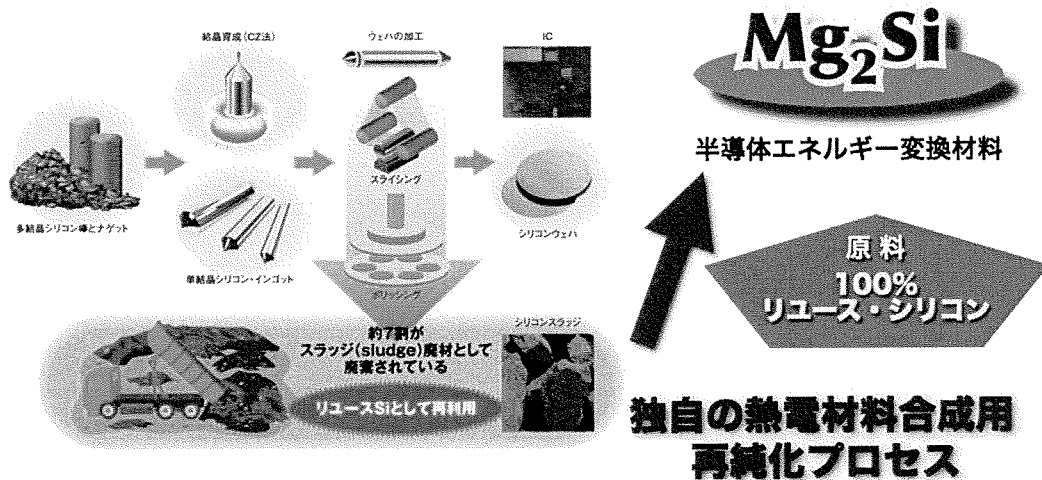 結晶育成(CZ法)
ウェハの加工
IC
多結晶シリコン棒とナゲット
単結晶シリコン・インゴット
スライシング
ポリッシング
シリコンウェハ
約7割が
スラッジ(sludge)廃材として
廃棄されている
リユースSiとして再利用
シリコンスラッジ
Mg₂Si
半導体エネルギー変換材料
原料
100%
リユース・シリコン
独自の熱電材料合成用
再純化プロセス